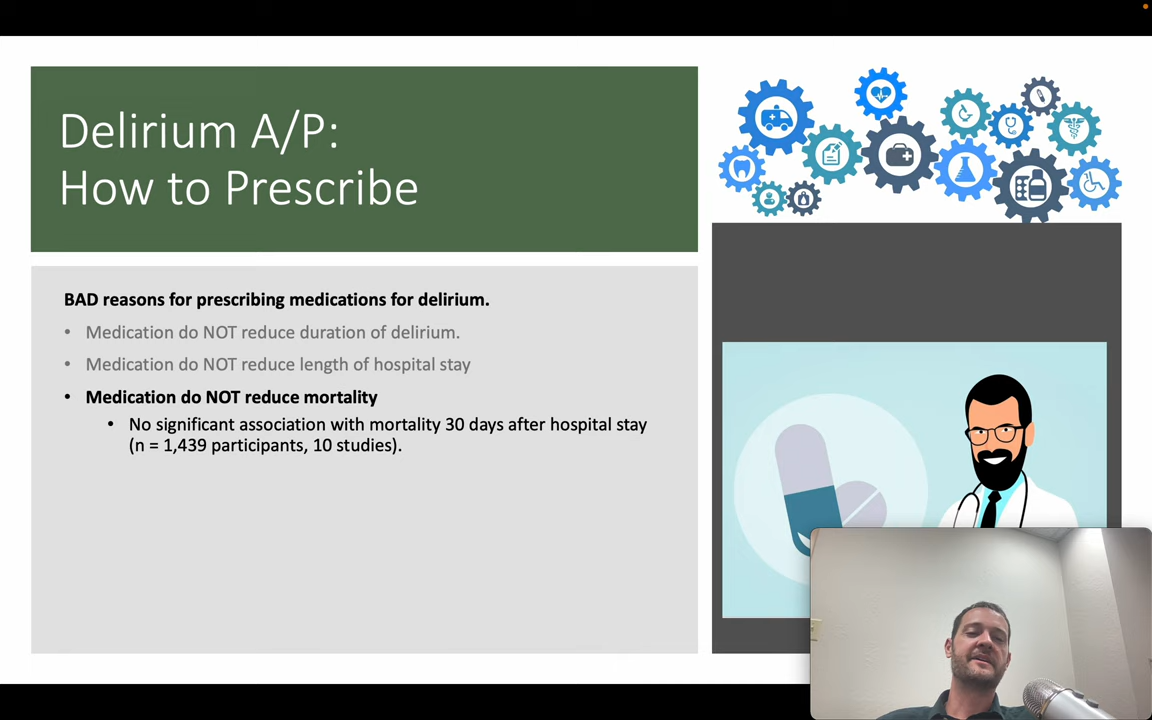 Delirium A/P:
How to Prescribe
BAD reasons for prescribing medications for delirium.
• Medication do NOT reduce duration of delirium.
• Medication do NOT reduce length of hospital stay
• Medication do NOT reduce mortality
• No significant association with mortality 30 days after hospital stay
(n = 1,439 participants, 10 studies).